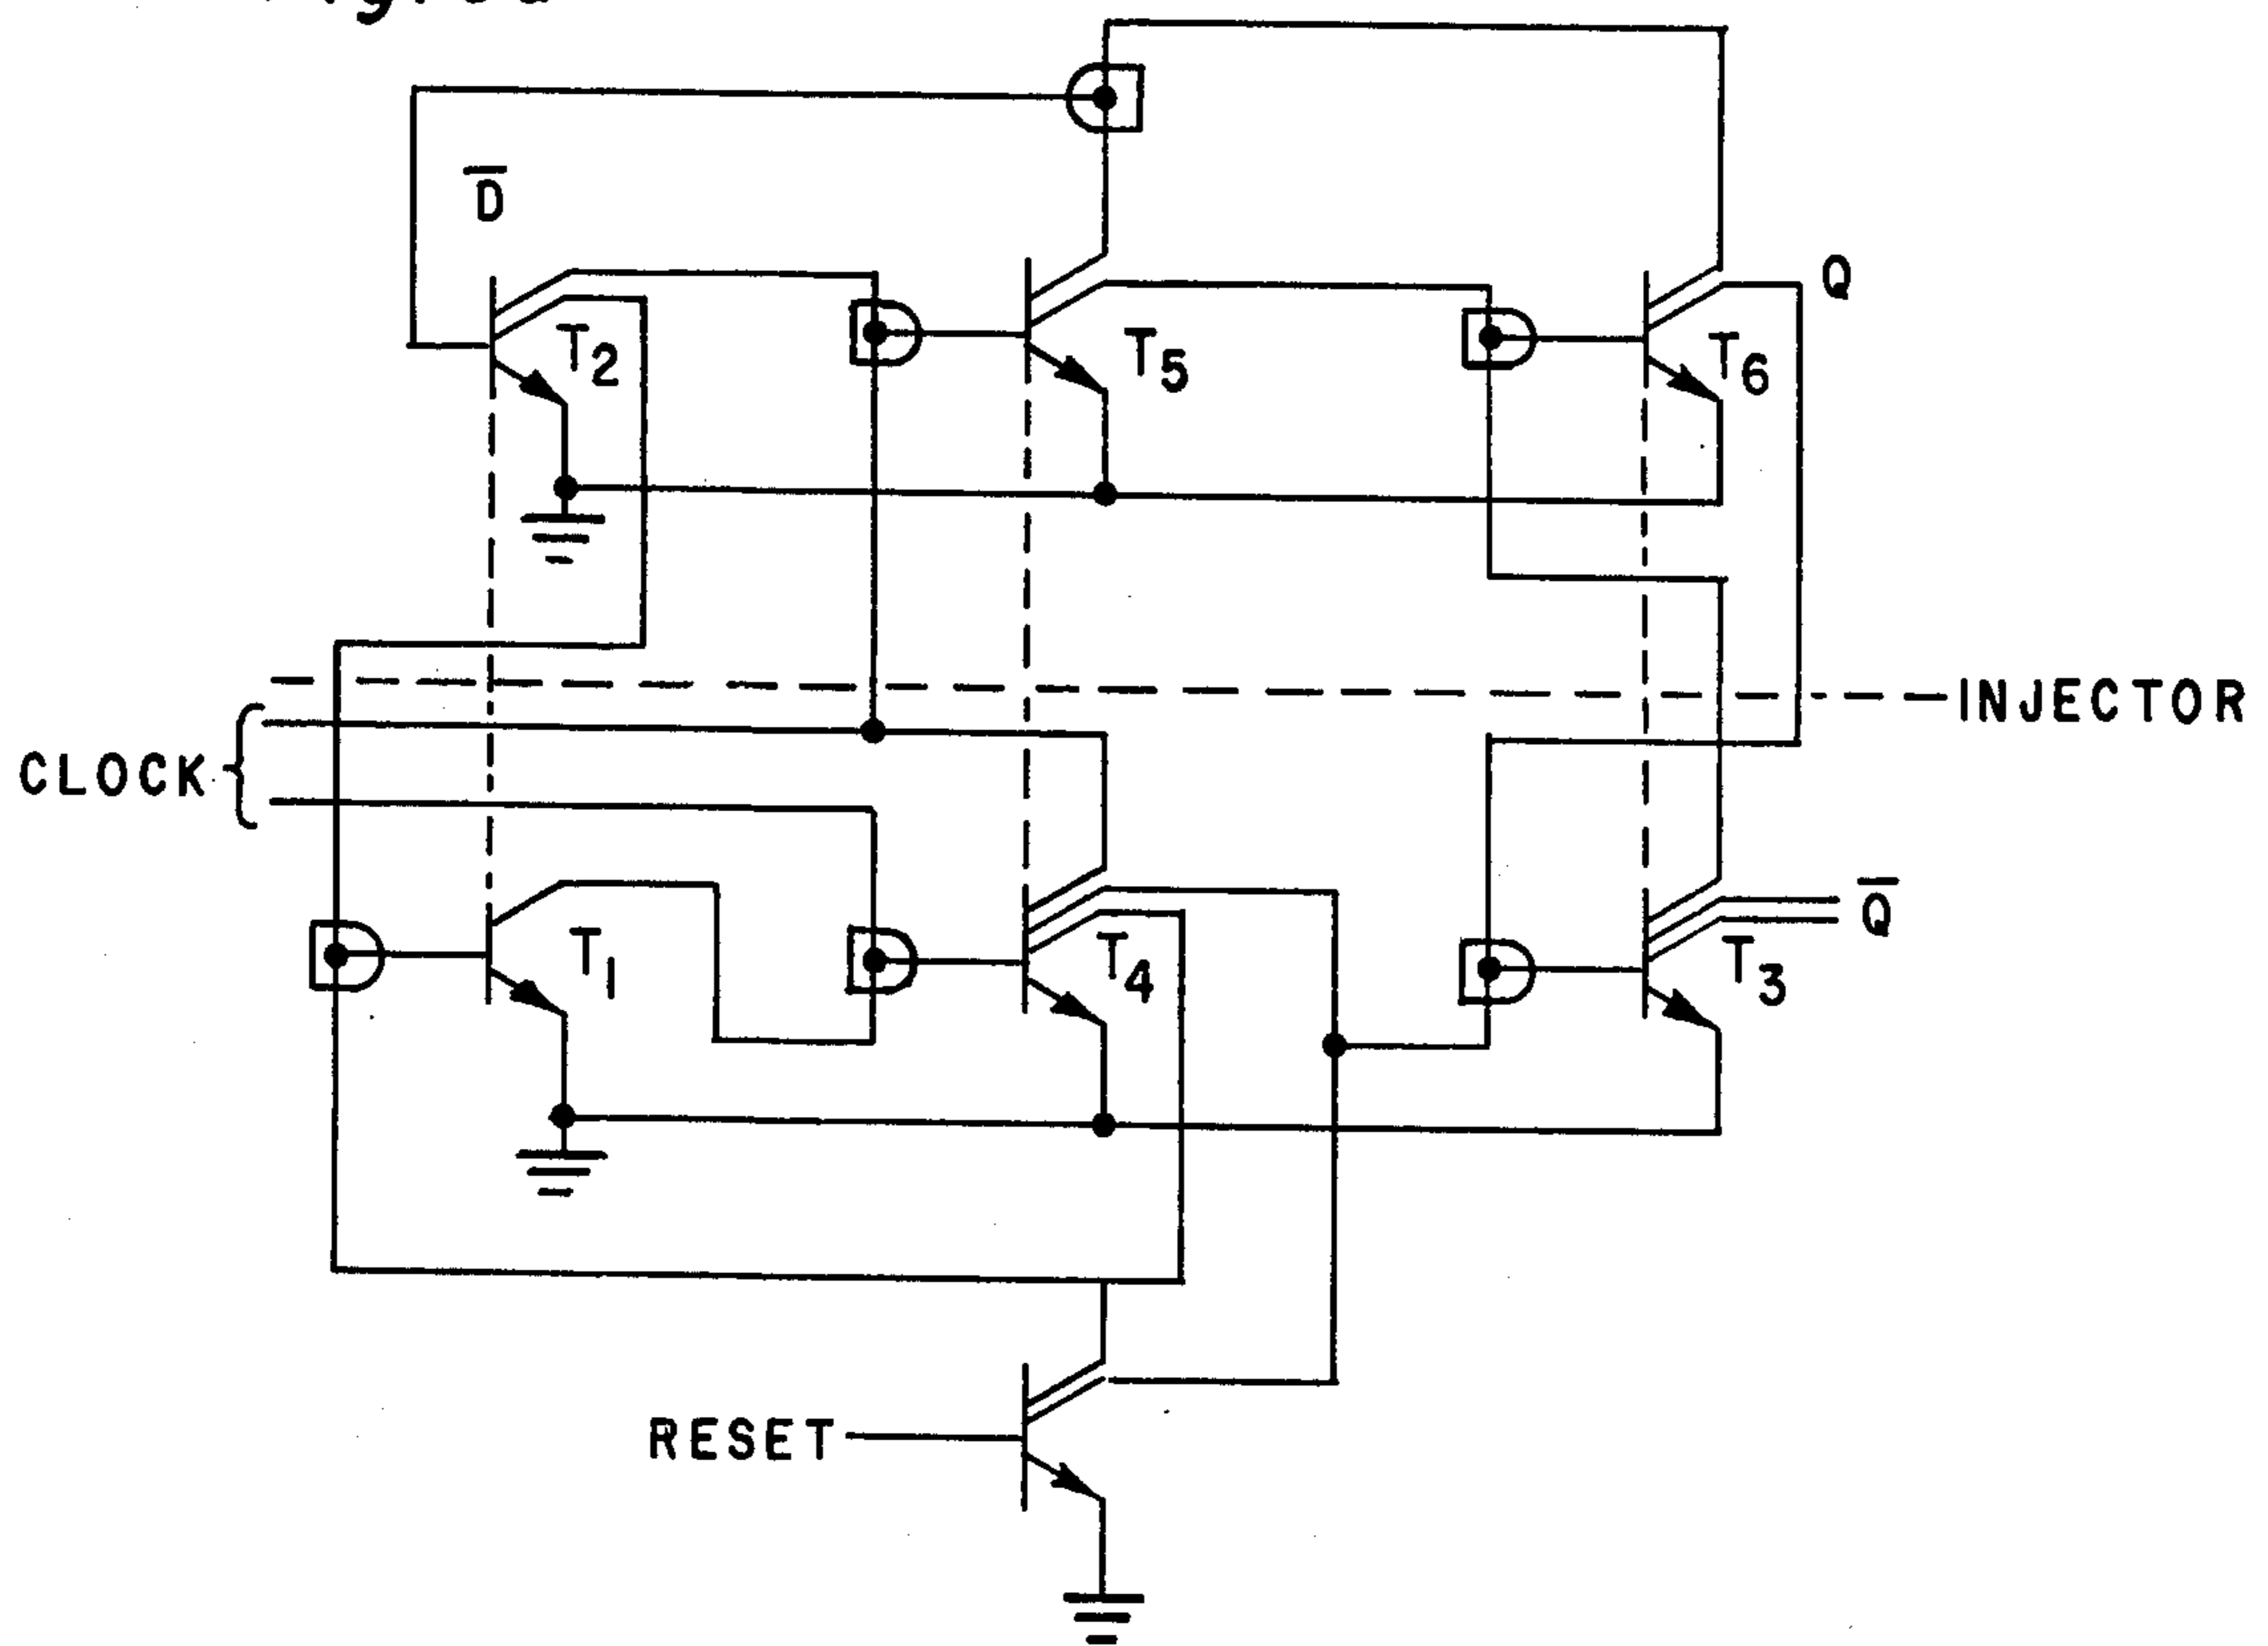 D̅
T2
T5
T6
Q
INJECTOR
CLOCK
T1
T4
T3
Q̅
RESET